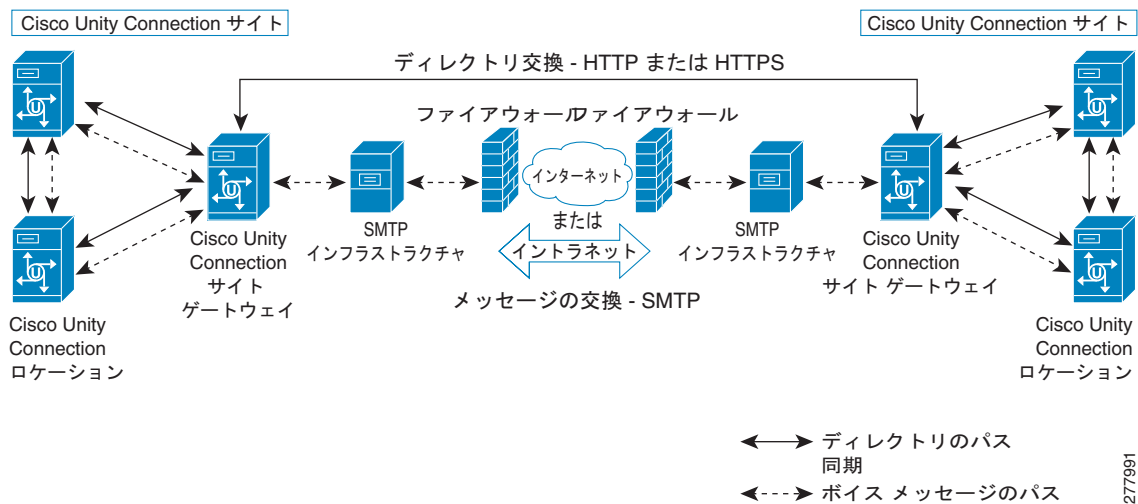 Cisco Unity Connection サイト
Cisco Unity Connection サイト
ディレクトリ交換 - HTTP または HTTPS
ファイアウォール
ファイアウォール
インターネット
または
イントラネット
SMTP
インフラストラクチャ
SMTP
インフラストラクチャ
Cisco Unity
Connection
サイト
ゲートウェイ
Cisco Unity
Connection
サイト ゲートウェイ
メッセージの交換 - SMTP
Cisco Unity
Connection
ロケーション
Cisco Unity
Connection
ロケーション
ディレクトリのパス
同期
ボイス メッセージのパス
277991